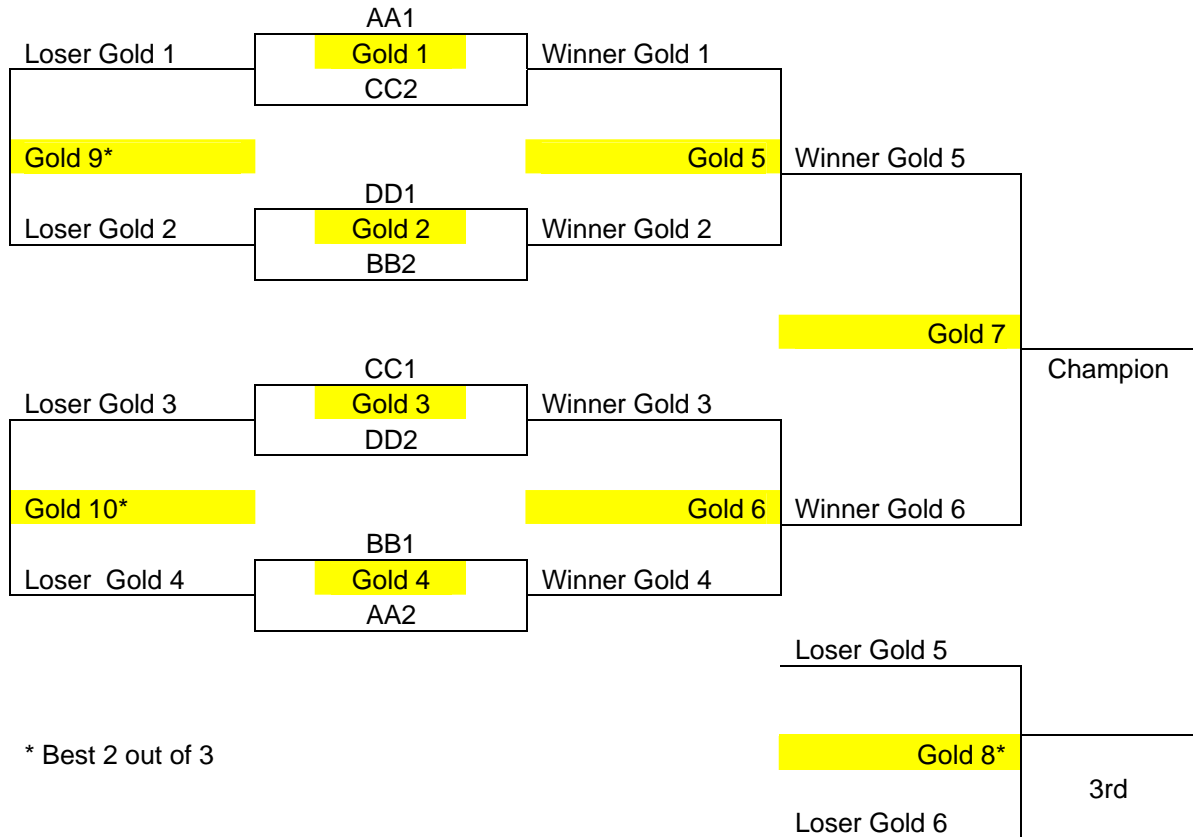 AA1
Loser Gold 1 Gold 1 Winner Gold 1
CC2
Gold 9* Gold 5 Winner Gold 5
DD1
Loser Gold 2 Gold 2 Winner Gold 2
BB2
Gold 7
CC1 Champion
Loser Gold 3 Gold 3 Winner Gold 3
DD2
Gold 10* Gold 6 Winner Gold 6
BB1
Loser Gold 4 Gold 4 Winner Gold 4
AA2
Loser Gold 5
* Best 2 out of 3 Gold 8*
3rd
Loser Gold 6